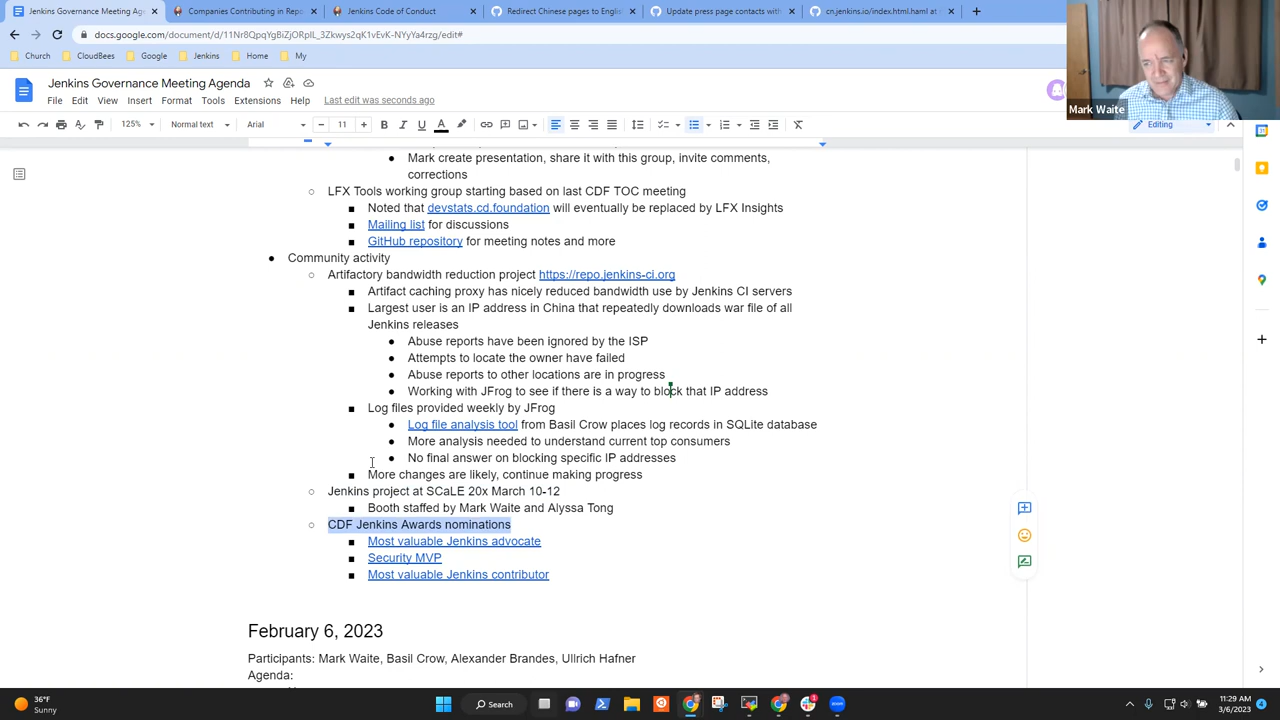 Jenkins Governance Meeting Agenda
Companies Contributing in Repo
Jenkins Code of Conduct
Redirect Chinese pages to Englis
Update press page contacts with
cn.jenkins.io/index.html.haml at
docs.google.com/document/d/11Nr8QpqYgBiZjORpIL_3Zkwys2qK1vEvK-NYyYa4rzg/edit#
Church
CloudBees
Google
Jenkins
Home
My
Jenkins Governance Meeting Agenda
File Edit View Insert Format Tools Extensions Help Last edit was seconds ago
Mark Waite
125% Normal text Arial 11 Editing
Mark create presentation, share it with this group, invite comments,
corrections
LFX Tools working group starting based on last CDF TOC meeting
Noted that devstats.cd.foundation will eventually be replaced by LFX Insights
Mailing list for discussions
GitHub repository for meeting notes and more
Community activity
Artifactory bandwidth reduction project https://repo.jenkins-ci.org
Artifact caching proxy has nicely reduced bandwidth use by Jenkins CI servers
Largest user is an IP address in China that repeatedly downloads war file of all
Jenkins releases
Abuse reports have been ignored by the ISP
Attempts to locate the owner have failed
Abuse reports to other locations are in progress
Working with JFrog to see if there is a way to block that IP address
Log files provided weekly by JFrog
Log file analysis tool from Basil Crow places log records in SQLite database
More analysis needed to understand current top consumers
No final answer on blocking specific IP addresses
More changes are likely, continue making progress
Jenkins project at SCaLE 20x March 10-12
Booth staffed by Mark Waite and Alyssa Tong
CDF Jenkins Awards nominations
Most valuable Jenkins advocate
Security MVP
Most valuable Jenkins contributor
February 6, 2023
Participants: Mark Waite, Basil Crow, Alexander Brandes, Ullrich Hafner
Agenda:
36°F
Sunny
Search
11:29 AM
3/6/2023